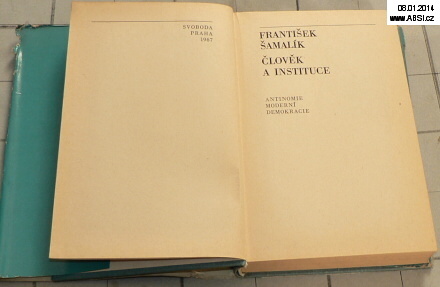 08.01.2014
www.ABSi.cz
SVOBODA
PRAHA
1967
FRANTIŠEK
ŠAMALÍK
ČLOVĚK
A INSTITUCE
ANTINOMIE
MODERNÍ
DEMOKRACIE